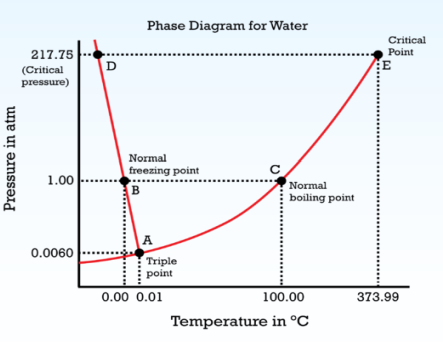 Phase Diagram for Water
Critical
Point
217.75
(Critical
pressure)
D
E
Pressure in atm
Normal
freezing point
1.00
B
C
Normal
boiling point
A
0.0060
Triple
point
0.00 0.01 100.00 373.99
Temperature in °C